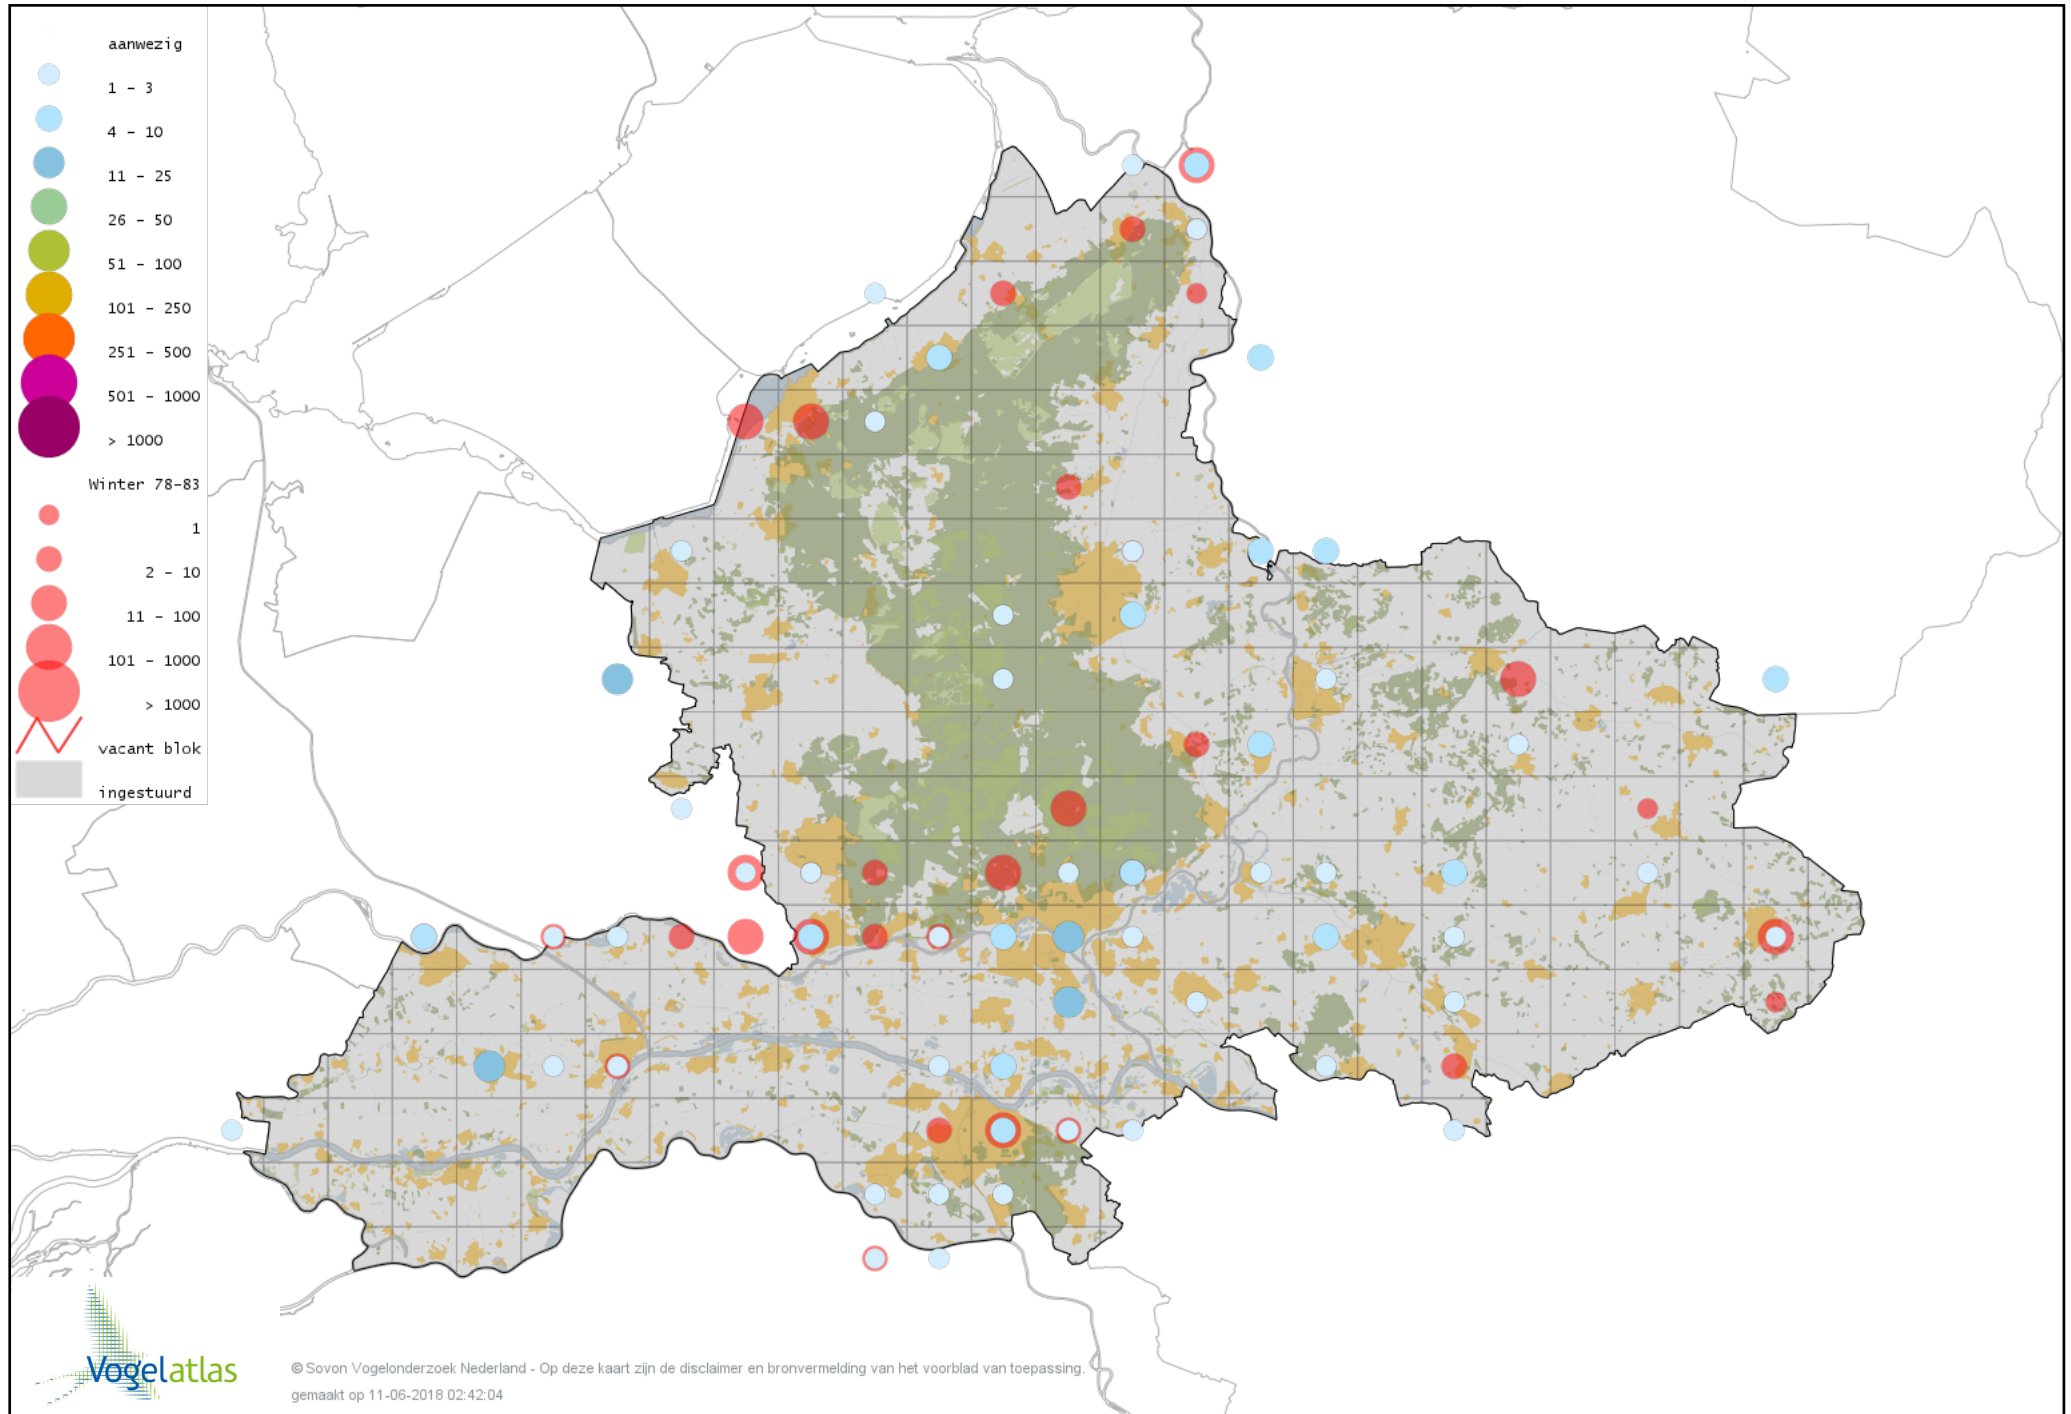 aanwezig
1 - 3
4 - 10
11 - 25
26 - 50
51 - 100
101 - 250
251 - 500
501 - 1000
> 1000
Winter 78-83
1
2 - 10
11 - 100
101 - 1000
> 1000
vacant blok
ingestuurd
Vogelatlas
© Sovon Vogelonderzoek Nederland - Op deze kaart zijn de disclaimer en bronvermelding van het voorblad van toepassing.
gemaakt op 11-06-2018 02:42:04